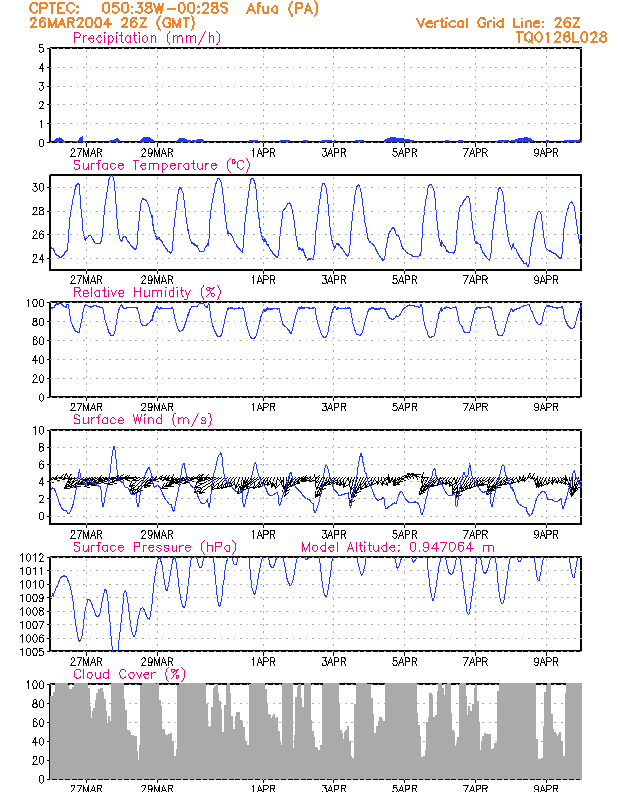 CPTEC: 050:38W-00:28S Afua (PA)
26MAR2004 26Z (GMT) Vertical Grid Line: 26Z
Precipitation (mm/h) TQ0126L028
5
4
3
2
1
0
27MAR 29MAR 1APR 3APR 5APR 7APR 9APR
Surface Temperature (ºC)
30
28
26
24
27MAR 29MAR 1APR 3APR 5APR 7APR 9APR
Relative Humidity (%)
100
80
60
40
20
0
27MAR 29MAR 1APR 3APR 5APR 7APR 9APR
Surface Wind (m/s)
10
8
6
4
2
0
27MAR 29MAR 1APR 3APR 5APR 7APR 9APR
Surface Pressure (hPa) Model Altitude: 0.947064 m
1012
1011
1010
1009
1008
1007
1006
1005
27MAR 29MAR 1APR 3APR 5APR 7APR 9APR
Cloud Cover (%)
100
80
60
40
20
0
27MAR 29MAR 1APR 3APR 5APR 7APR 9APR